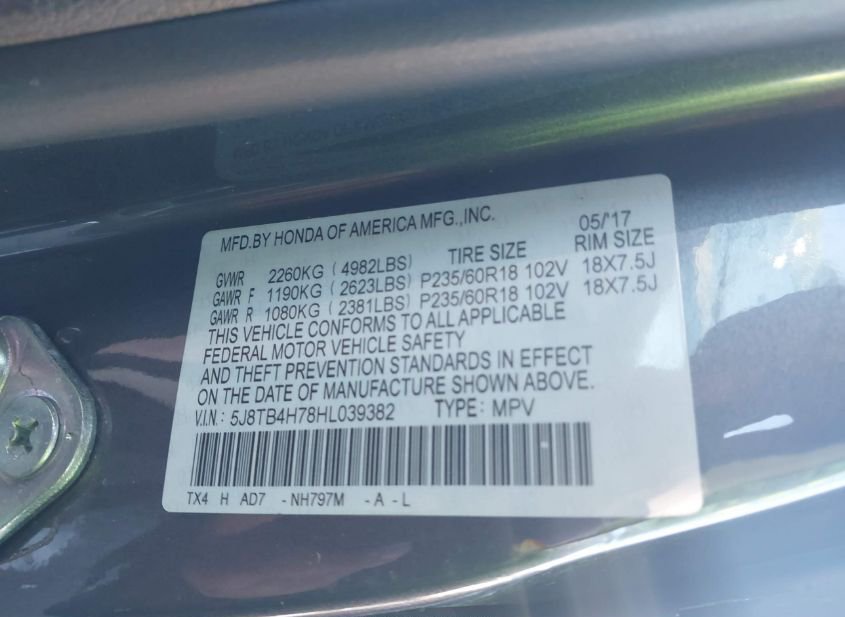 MFD.BY HONDA OF AMERICA MFG.,INC. 05/'17
TIRE SIZE RIM SIZE
GVWR 2260KG ( 4982LBS)
GAWR F 1190KG ( 2623LBS) P235/60R18 102V 18X7.5J
GAWR R 1080KG ( 2381LBS) P235/60R18 102V 18X7.5J
THIS VEHICLE CONFORMS TO ALL APPLICABLE
FEDERAL MOTOR VEHICLE SAFETY
AND THEFT PREVENTION STANDARDS IN EFFECT
ON THE DATE OF MANUFACTURE SHOWN ABOVE.
V.I.N.: 5J8TB4H78HL039382 TYPE: MPV
TX4 H AD7 -NH797M -A -L